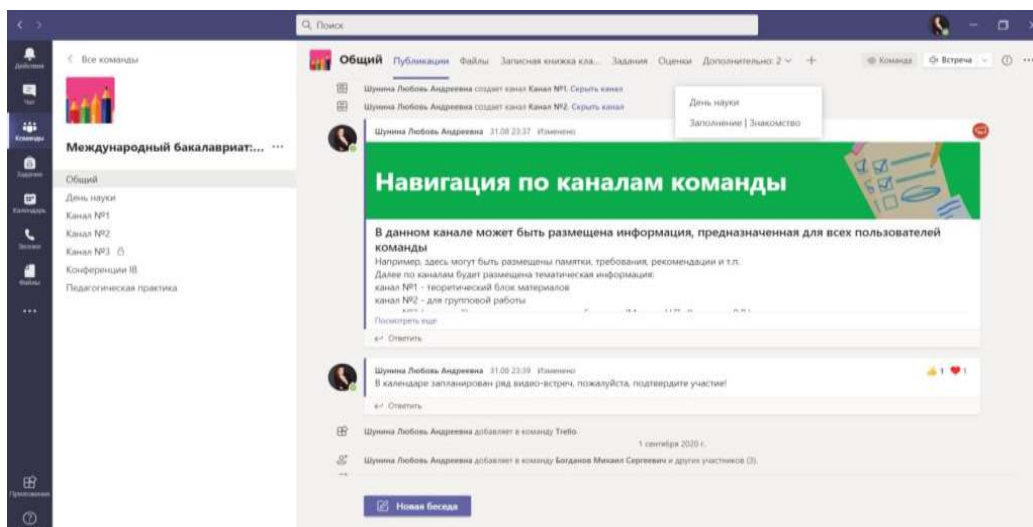 Поиск
Действия
Чат
Команды
Задания
Календарь
Звонки
Файлы
Приложения
Все команды
Международный бакалавриат:... ...
Общий
День науки
Канал №1
Канал №2
Канал №3
Конференции IB
Педагогическая практика
Общий Публикации Файлы Записная книжка кла... Задания Оценки Дополнительно: 2 Команда Встреча
День науки
Заполнение | Знакомство
Шунина Любовь Андреевна создает канал Канал №1. Скрыть канал
Шунина Любовь Андреевна создает канал Канал №2. Скрыть канал
Шунина Любовь Андреевна 31.08 23:37 Изменено
Навигация по каналам команды
В данном канале может быть размещена информация, предназначенная для всех пользователей
команды
Например, здесь могут быть размещены памятки, требования, рекомендации и т.п.
Далее по каналам будет размещена тематическая информация:
канал №1 - теоретический блок материалов
канал №2 - для групповой работы
Посмотреть еще
Ответить
Шунина Любовь Андреевна 31.08 23:39 Изменено
1 1
В календаре запланирован ряд видео-встреч, пожалуйста, подтвердите участие!
Ответить
Шунина Любовь Андреевна добавляет в команду Trello.
1 сентября 2020 г.
Шунина Любовь Андреевна добавляет в команду Богданов Михаил Сергеевич и других участников (3).
Новая беседа